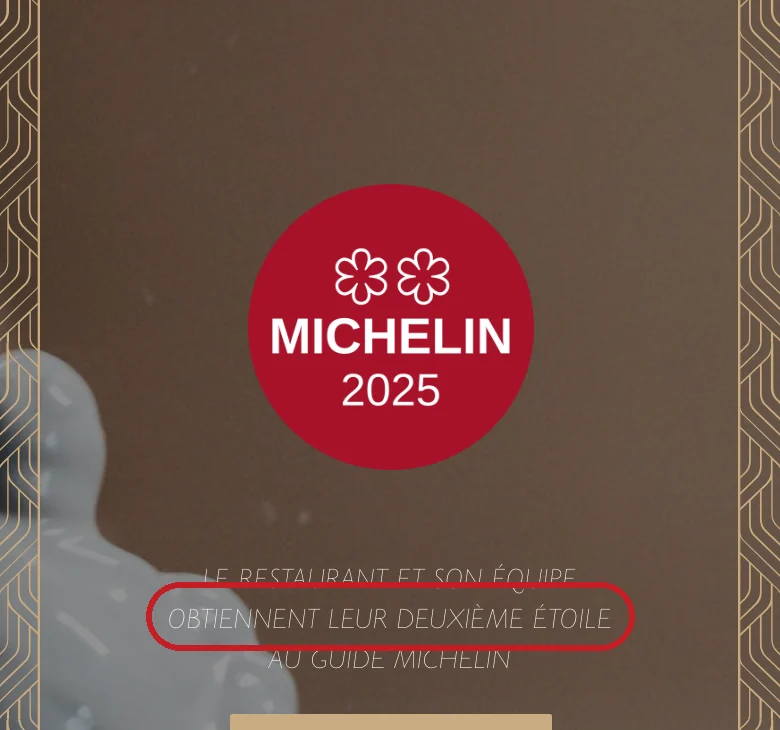 MICHELIN
2025
LE RESTAURANT ET SON ÉQUIPE
OBTIENNENT LEUR DEUXIÈME ÉTOILE
AU GUIDE MICHELIN